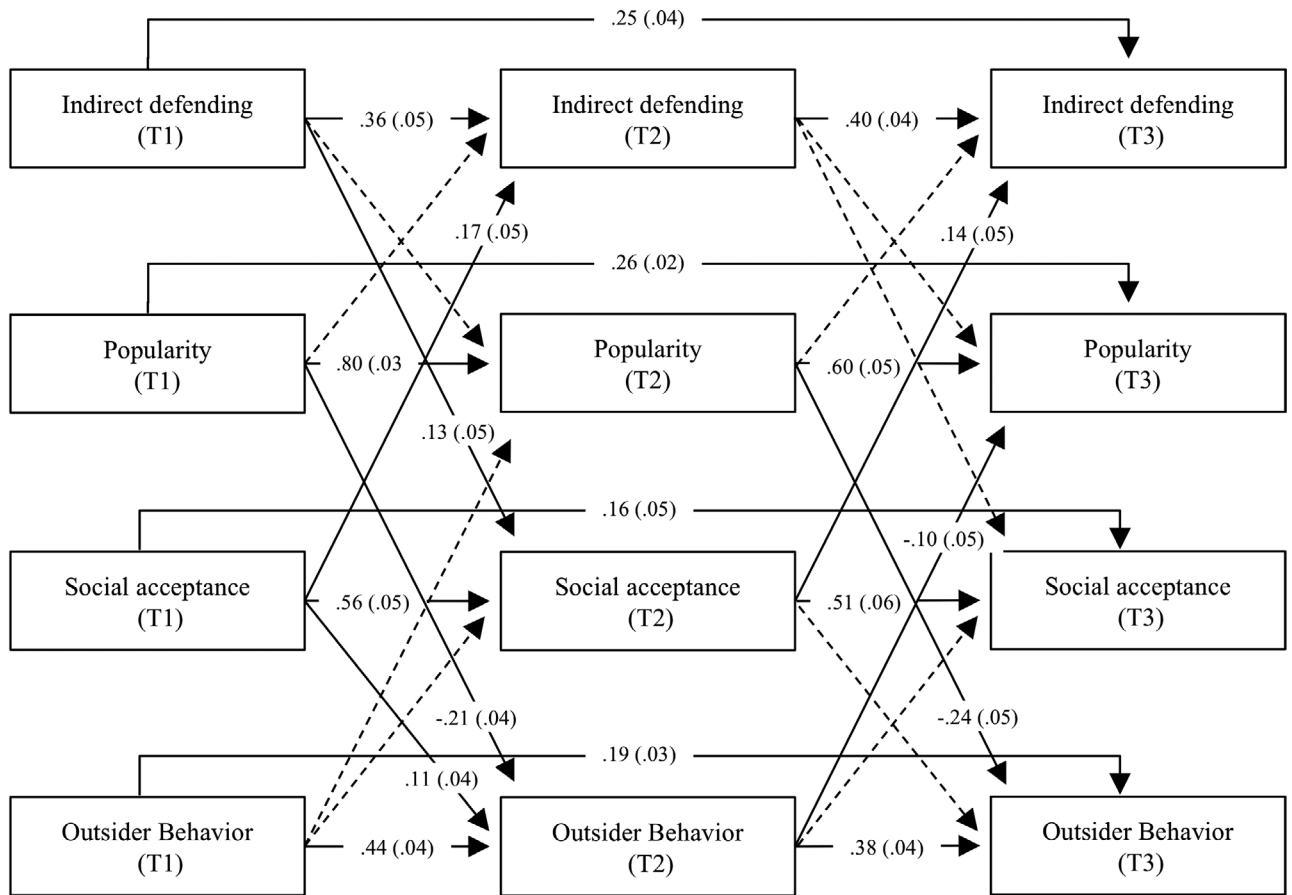 .25 (.04)
Indirect defending
(T1)
.36 (.05)
Indirect defending
(T2)
.40 (.04)
Indirect defending
(T3)
.17 (.05)
.14 (.05)
.26 (.02)
Popularity
(T1)
.80 (.03
Popularity
(T2)
.60 (.05)
Popularity
(T3)
.13 (.05)
.16 (.05)
-.10 (.05)
Social acceptance
(T1)
.56 (.05)
Social acceptance
(T2)
.51 (.06)
Social acceptance
(T3)
-.21 (.04)
-.24 (.05)
.19 (.03)
.11 (.04)
Outsider Behavior
(T1)
.44 (.04)
Outsider Behavior
(T2)
.38 (.04)
Outsider Behavior
(T3)